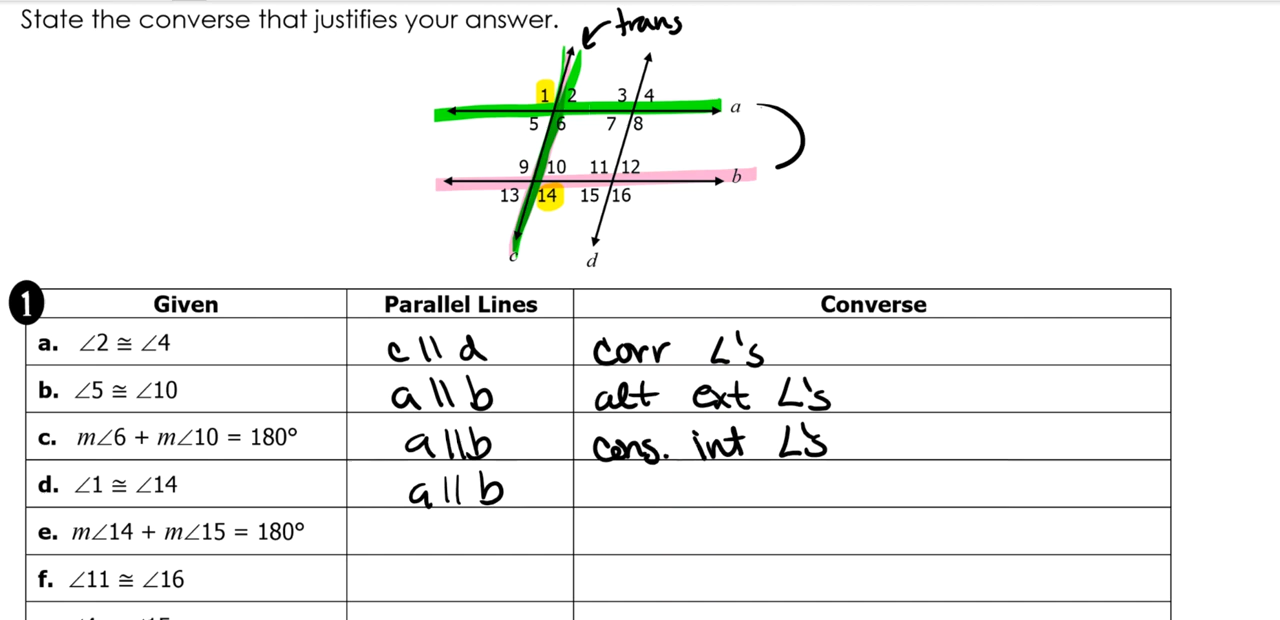 State the converse that justifies your answer.
trans
1 2 3 4 a
5 6 7 8
9 10 11 12 b
13 14 15 16
c d
1 Given Parallel Lines Converse
a. ∠2 ≅ ∠4 c || d corr ∠'s
b. ∠5 ≅ ∠10 a || b alt ext ∠'s
c. m∠6 + m∠10 = 180° a || b cons. int ∠'s
d. ∠1 ≅ ∠14 a || b
e. m∠14 + m∠15 = 180°
f. ∠11 ≅ ∠16